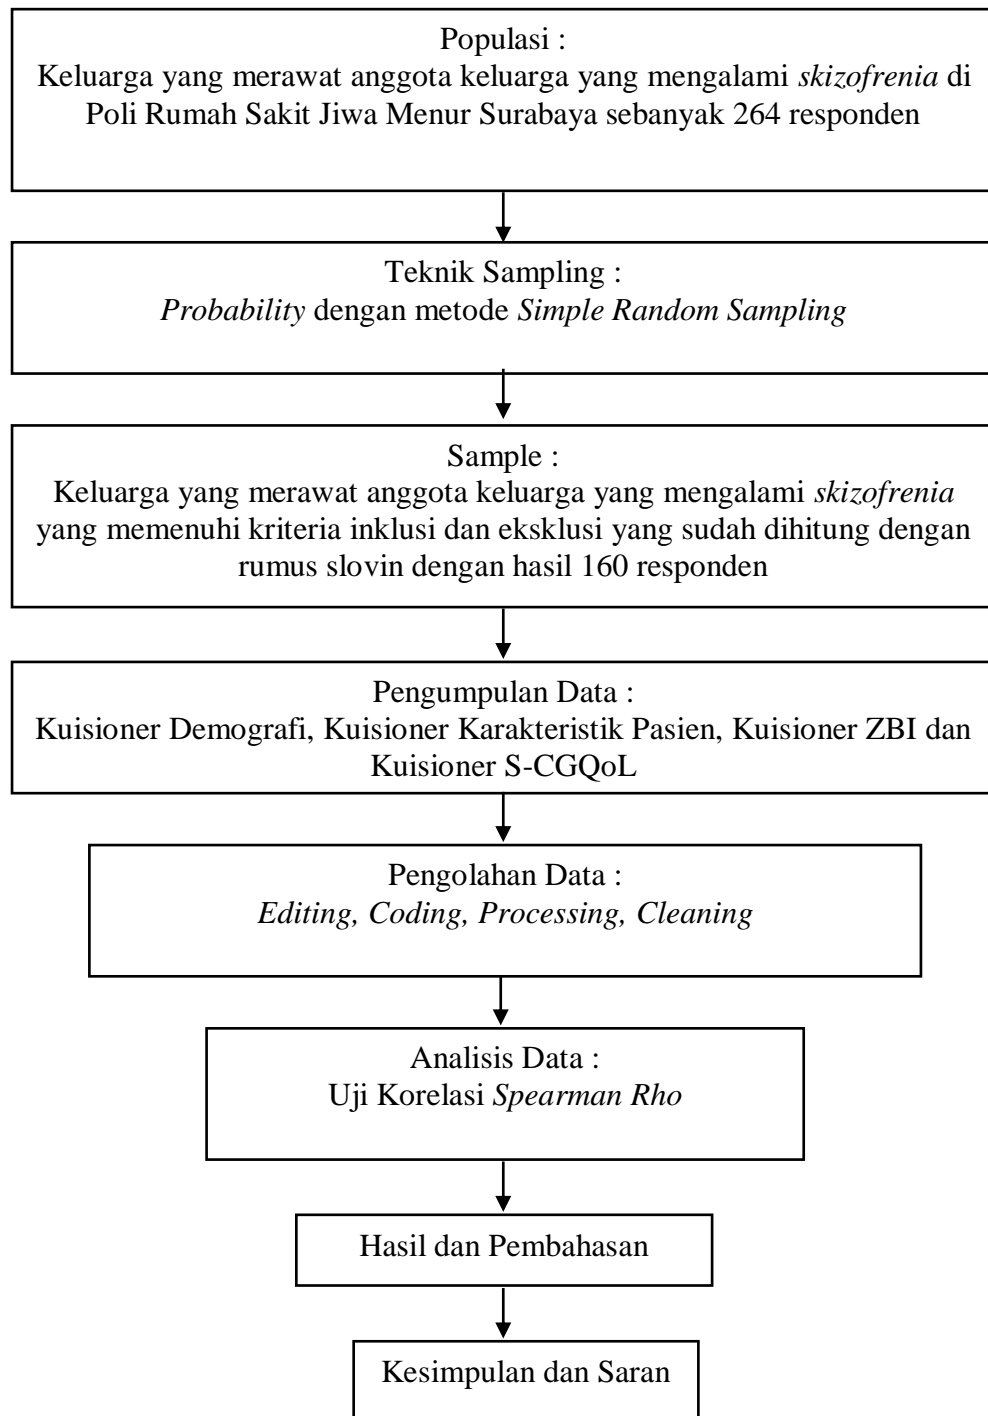 Populasi :
Keluarga yang merawat anggota keluarga yang mengalami skizofrenia di
Poli Rumah Sakit Jiwa Menur Surabaya sebanyak 264 responden
Teknik Sampling :
Probability dengan metode Simple Random Sampling
Sample :
Keluarga yang merawat anggota keluarga yang mengalami skizofrenia
yang memenuhi kriteria inklusi dan eksklusi yang sudah dihitung dengan
rumus slovin dengan hasil 160 responden
Pengumpulan Data :
Kuisioner Demografi, Kuisioner Karakteristik Pasien, Kuisioner ZBI dan
Kuisioner S-CGQoL
Pengolahan Data :
Editing, Coding, Processing, Cleaning
Analisis Data :
Uji Korelasi Spearman Rho
Hasil dan Pembahasan
Kesimpulan dan Saran